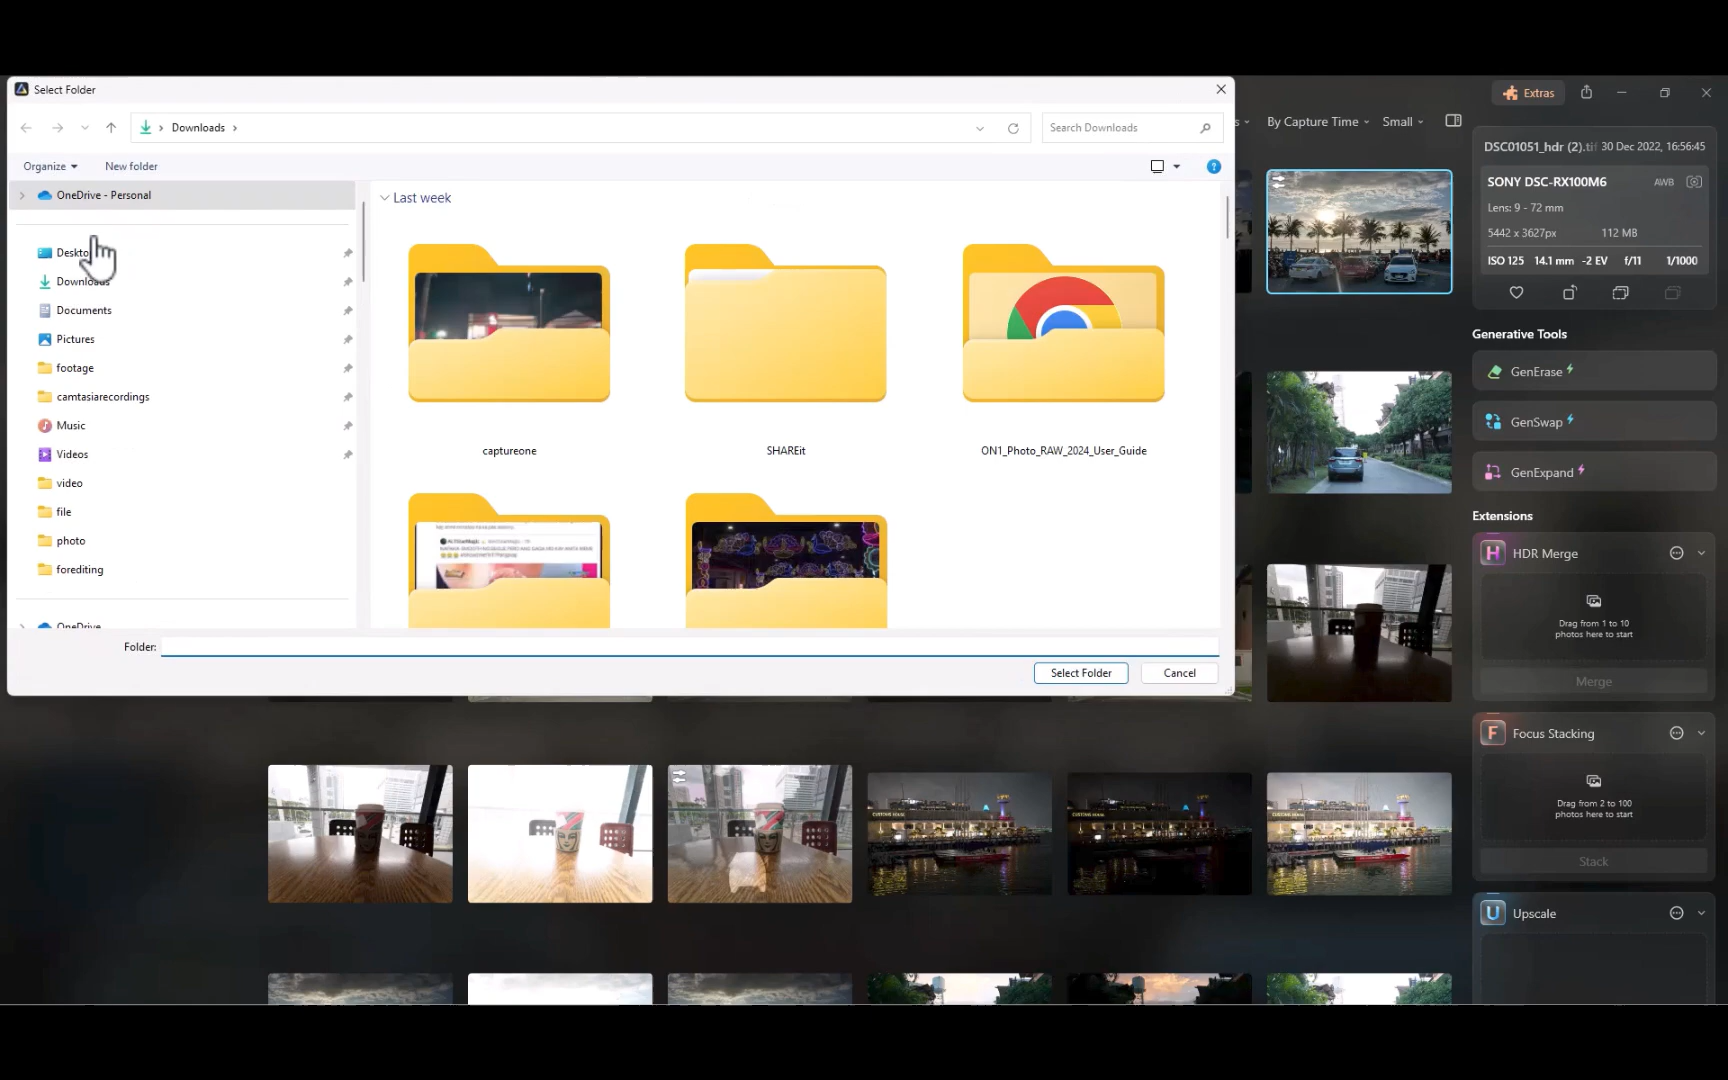 Select Folder
Downloads
Search Downloads
Organize
New folder
OneDrive - Personal
Desktop
Downloads
Documents
Pictures
footage
camtasiarecordings
Music
Videos
video
file
photo
forediting
OneDrive
Last week
captureone
SHAREit
ON1_Photo_RAW_2024_User_Guide
Folder:
Select Folder
Cancel
Extras
By Capture Time
Small
DSC01051_hdr (2).tif 30 Dec 2022, 16:56:45
SONY DSC-RX100M6
AWB
Lens: 9 - 72 mm
5442 x 3627px 112 MB
ISO 125 14.1 mm -2 EV f/11 1/1000
Generative Tools
GenErase
GenSwap
GenExpand
Extensions
H HDR Merge
Drag from 1 to 10
photos here to start
Merge
F Focus Stacking
Drag from 2 to 100
photos here to start
Stack
U Upscale